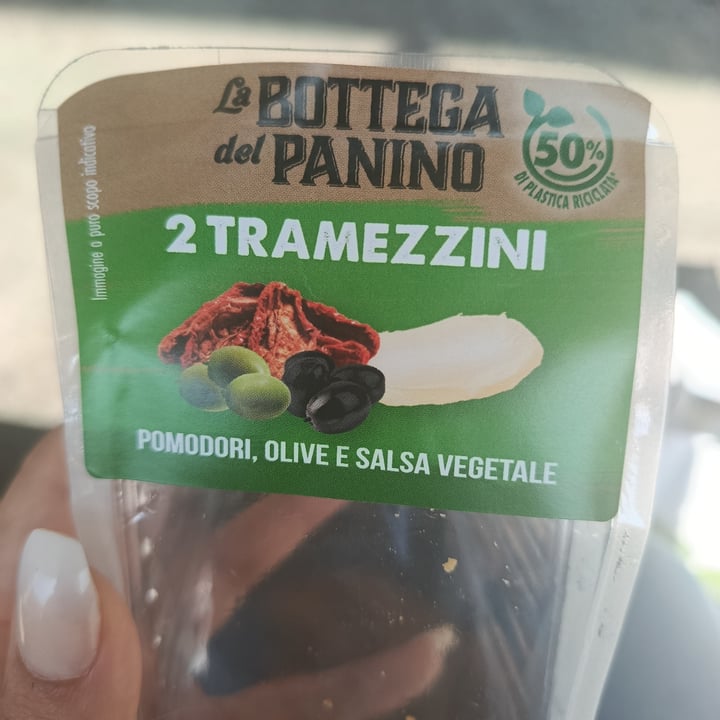 La BOTTEGA
del PANINO
50%
DI PLASTICA RICICLATA*
Immagine a puro scopo indicativo
2 TRAMEZZINI
POMODORI, OLIVE E SALSA VEGETALE